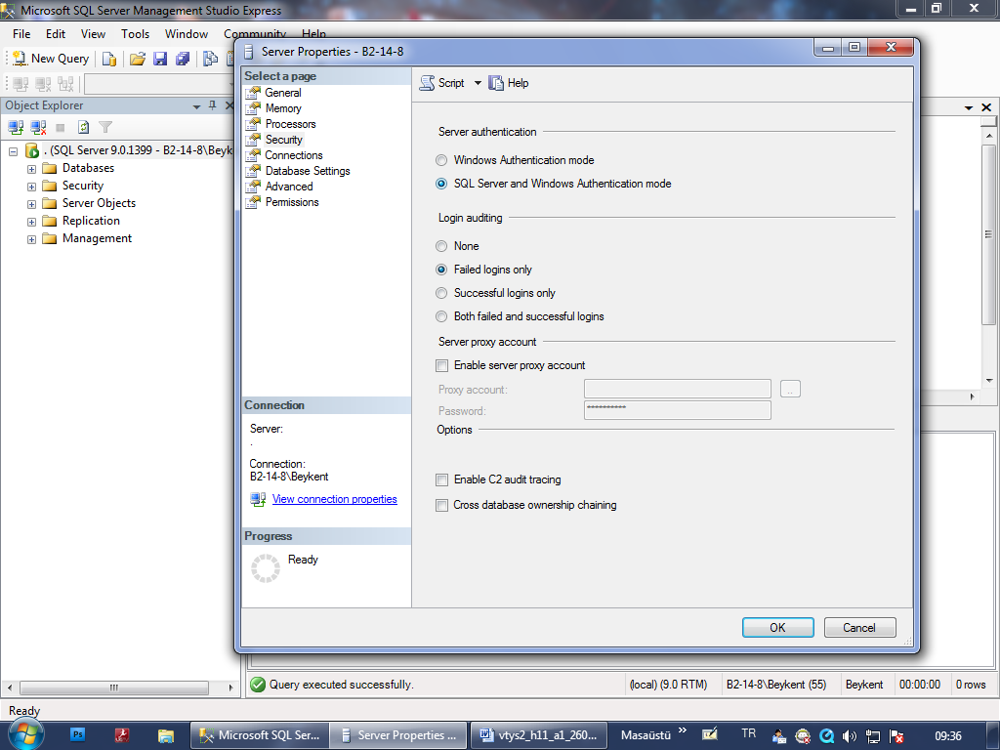 Microsoft SQL Server Management Studio Express
File Edit View Tools Window Community Help
New Query
Object Explorer
. (SQL Server 9.0.1399 - B2-14-8\Beyk
Databases
Security
Server Objects
Replication
Management
Server Properties - B2-14-8
Select a page
General
Memory
Processors
Security
Connections
Database Settings
Advanced
Permissions
Connection
Server:
.
Connection:
B2-14-8\Beykent
View connection properties
Progress
Ready
Script Help
Server authentication
Windows Authentication mode
SQL Server and Windows Authentication mode
Login auditing
None
Failed logins only
Successful logins only
Both failed and successful logins
Server proxy account
Enable server proxy account
Proxy account:
...
Password: **********
Options
Enable C2 audit tracing
Cross database ownership chaining
OK Cancel
Query executed successfully. (local) (9.0 RTM) B2-14-8\Beykent (55) Beykent 00:00:00 0 rows
Ready
Ps Microsoft SQL Ser... Server Properties ... vtys2_h11_a1_260... Masaüstü » TR 09:36